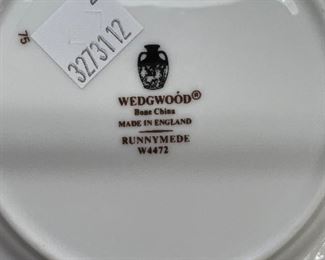 75
3273112
WEDGWOOD®
Bone China
MADE IN ENGLAND
RUNNYMEDE
W4472